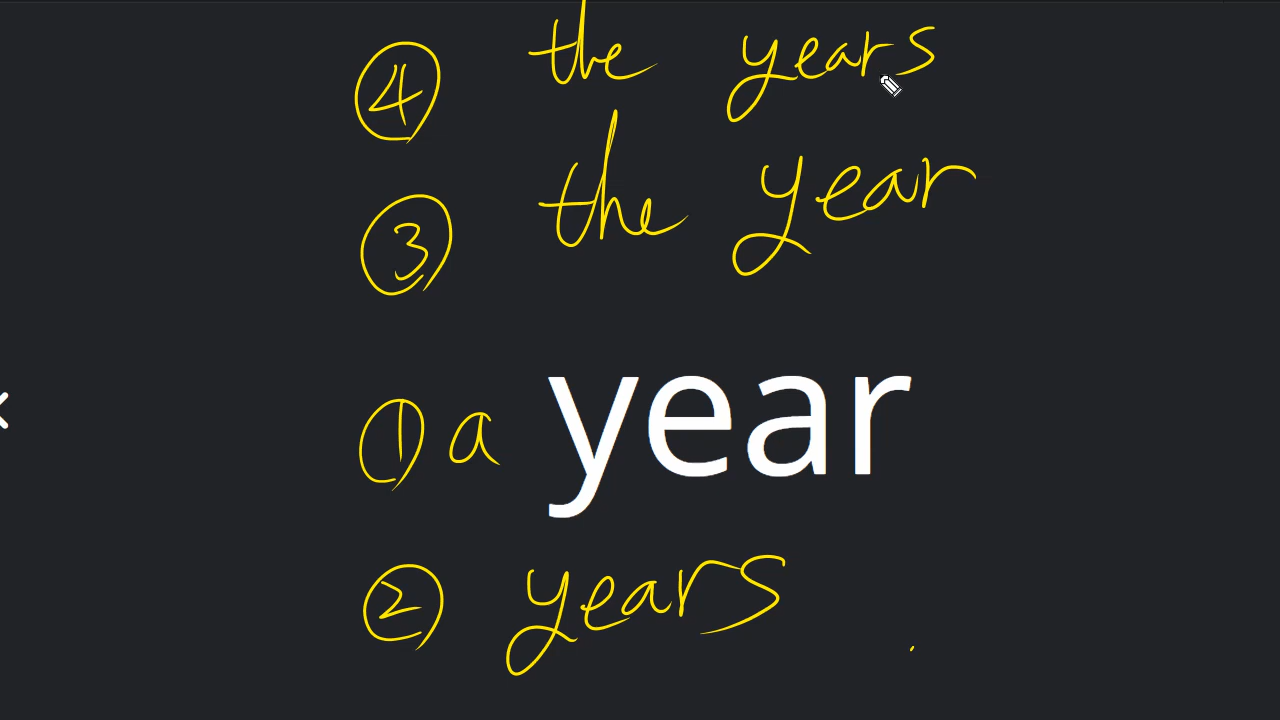 ④ the years
③ the year
① a year
② years